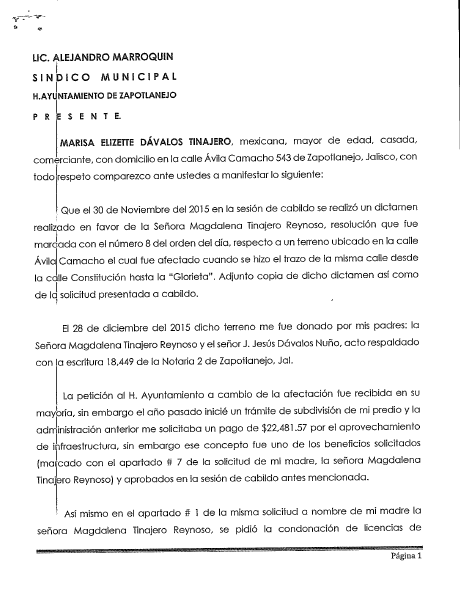 LIC. ALEJANDRO MARROQUIN
SINDICO MUNICIPAL
H.AYUNTAMIENTO DE ZAPOTLANEJO
P R E S E N T E.
MARISA ELIZETTE DÁVALOS TINAJERO, mexicana, mayor de edad, casada,
comerciante, con domicilio en la calle Ávila Camacho 543 de Zapotlanejo, Jalisco, con
todo respeto comparezco ante ustedes a manifestar lo siguiente:
Que el 30 de Noviembre del 2015 en la sesión de cabildo se realizó un dictamen
realizado en favor de la Señora Magdalena Tinajero Reynoso, resolución que fue
marcada con el número 8 del orden del día, respecto a un terreno ubicado en la calle
Ávila Camacho el cual fue afectado cuando se hizo el trazo de la misma calle desde
la calle Constitución hasta la "Glorieta". Adjunto copia de dicho dictamen así como
de la solicitud presentada a cabildo.
El 28 de diciembre del 2015 dicho terreno me fue donado por mis padres: la
Señora Magdalena Tinajero Reynoso y el señor J. Jesús Dávalos Nuño, acto respaldado
con la escritura 18,449 de la Notaria 2 de Zapotlanejo, Jal.
La petición al H. Ayuntamiento a cambio de la afectación fue recibida en su
mayoría, sin embargo el año pasado inicié un trámite de subdivisión de mi predio y la
administración anterior me solicitaba un pago de $22,481.57 por el aprovechamiento
de infraestructura, sin embargo ese concepto fue uno de los beneficios solicitados
(marcado con el apartado # 7 de la solicitud de mi madre, la señora Magdalena
Tinajero Reynoso) y aprobados en la sesión de cabildo antes mencionada.
Así mismo en el apartado # 1 de la misma solicitud a nombre de mi madre la
señora Magdalena Tinajero Reynoso, se pidió la condonación de licencias de
Página 1